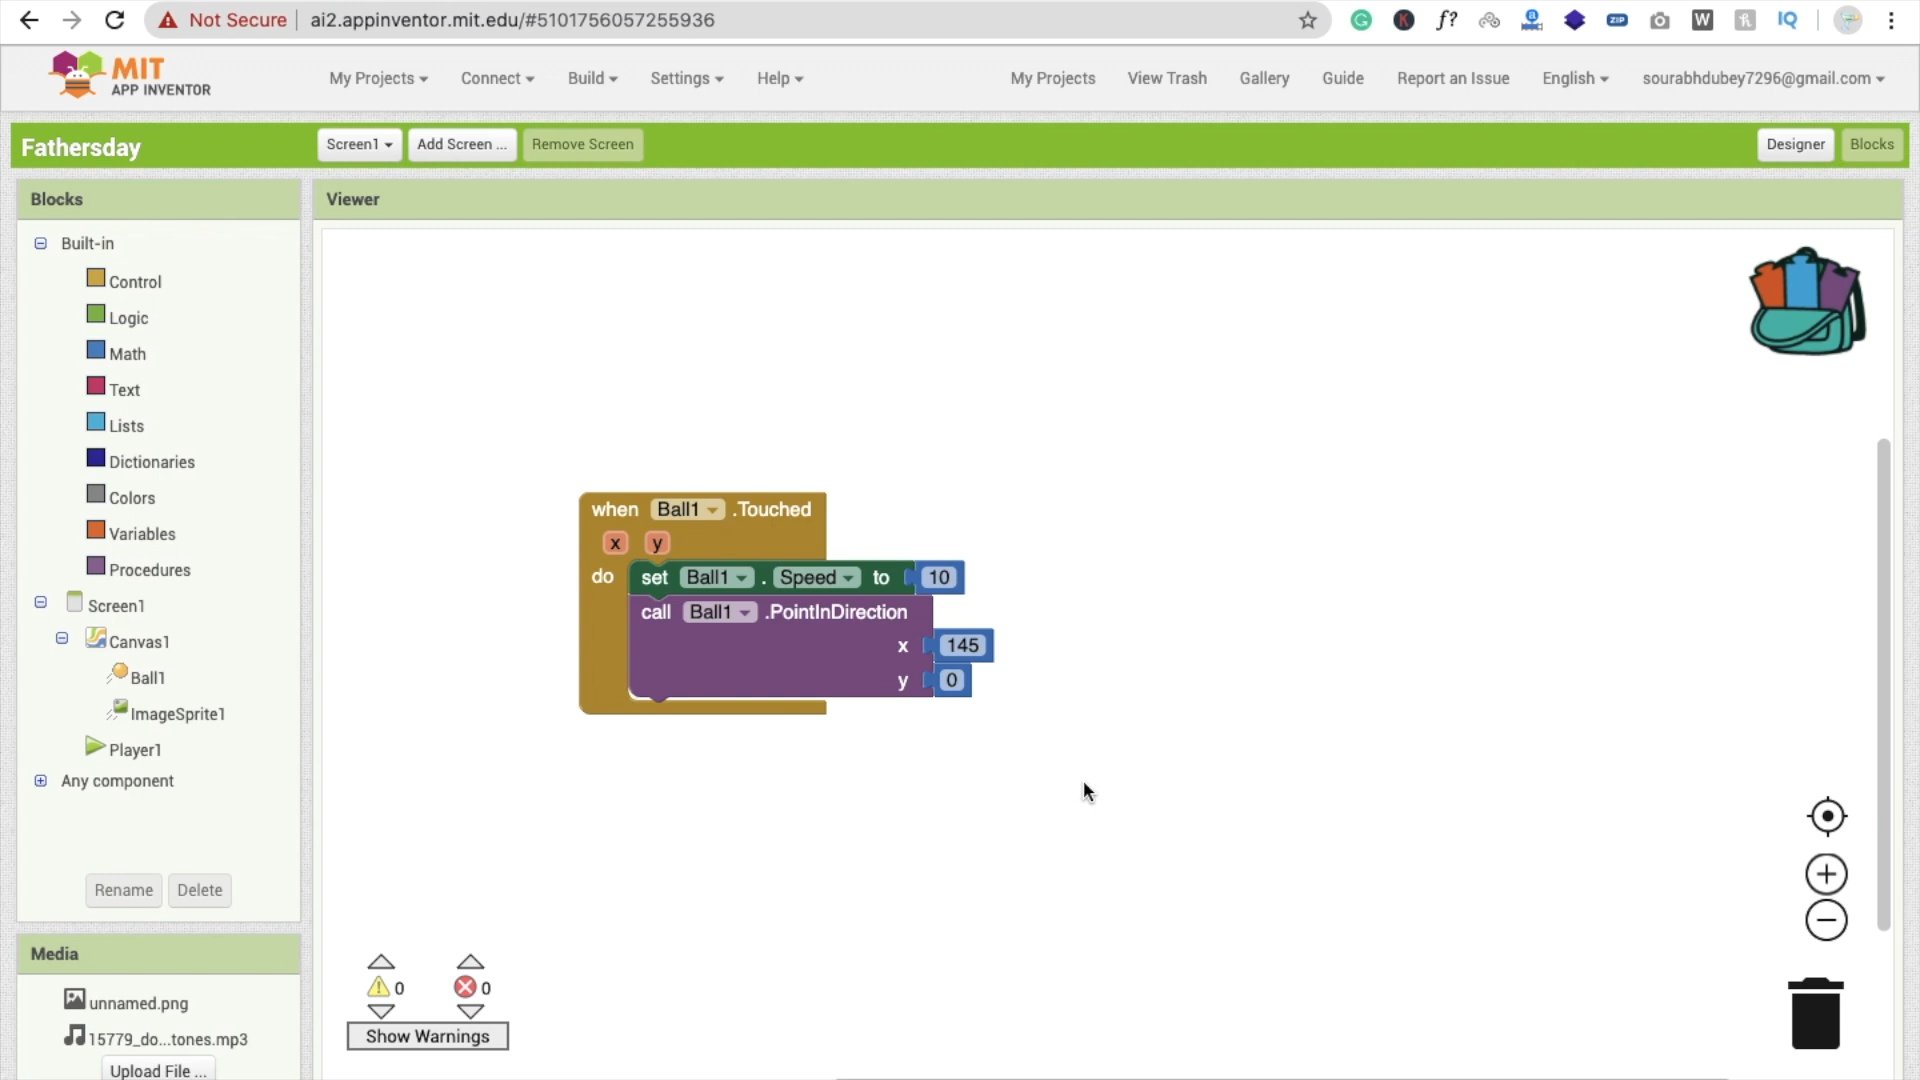 Not Secure
ai2.appinventor.mit.edu/#5101756057255936
f?
ZIP
W
IQ
MIT
APP INVENTOR
My Projects
Connect
Build
Settings
Help
My Projects
View Trash
Gallery
Guide
Report an Issue
English
sourabhdubey7296@gmail.com
Fathersday
Screen1
Add Screen ...
Remove Screen
Designer
Blocks
Blocks
Viewer
Built-in
Control
Logic
Math
Text
Lists
Dictionaries
Colors
Variables
Procedures
Screen1
Canvas1
Ball1
ImageSprite1
Player1
Any component
Rename
Delete
Media
unnamed.png
15779_do...tones.mp3
Upload File ...
when Ball1 .Touched
x y
do set Ball1 . Speed to 10
call Ball1 .PointInDirection
x 145
y 0
0 0
Show Warnings